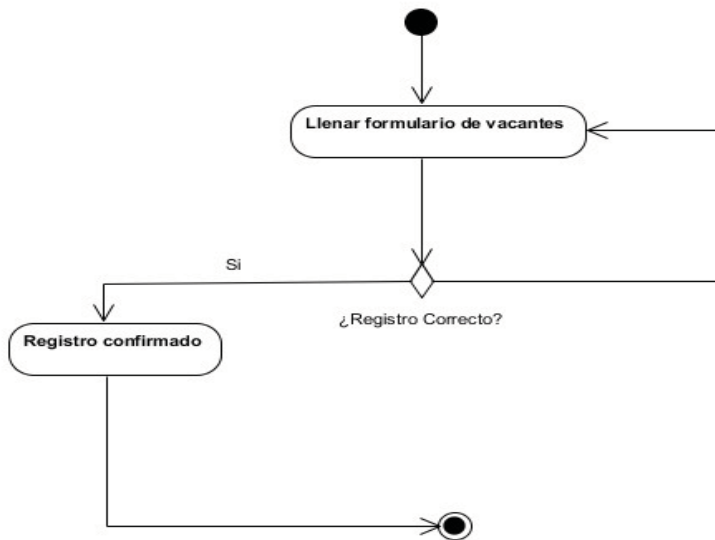 Llenar formulario de vacantes
Si
¿Registro Correcto?
Registro confirmado